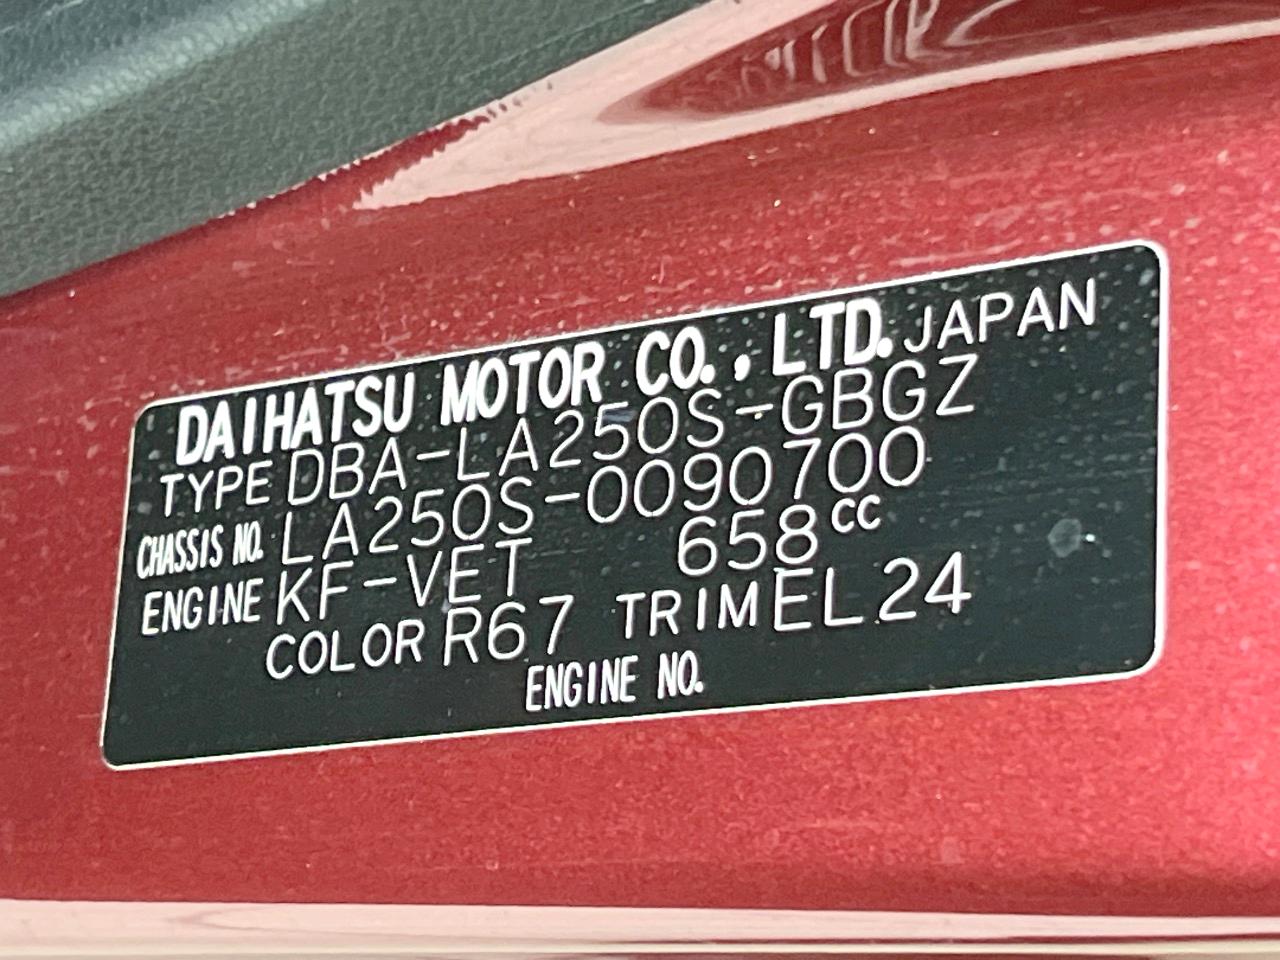 DAIHATSU MOTOR CO., LTD. JAPAN
TYPE DBA-LA250S-GBGZ
CHASSIS NO. LA250S-0090700
ENGINE KF-VET 658cc
COLOR R67 TRIM EL24
ENGINE NO.